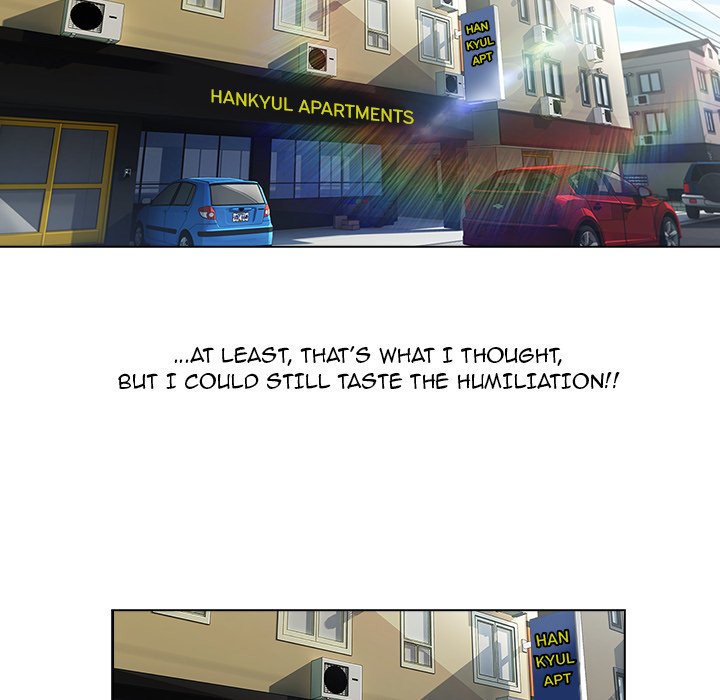 HAN
KYUL
APT
HANKYUL APARTMENTS
...AT LEAST, THAT'S WHAT I THOUGHT,
BUT I COULD STILL TASTE THE HUMILIATION!!
HAN
KYUL
APT